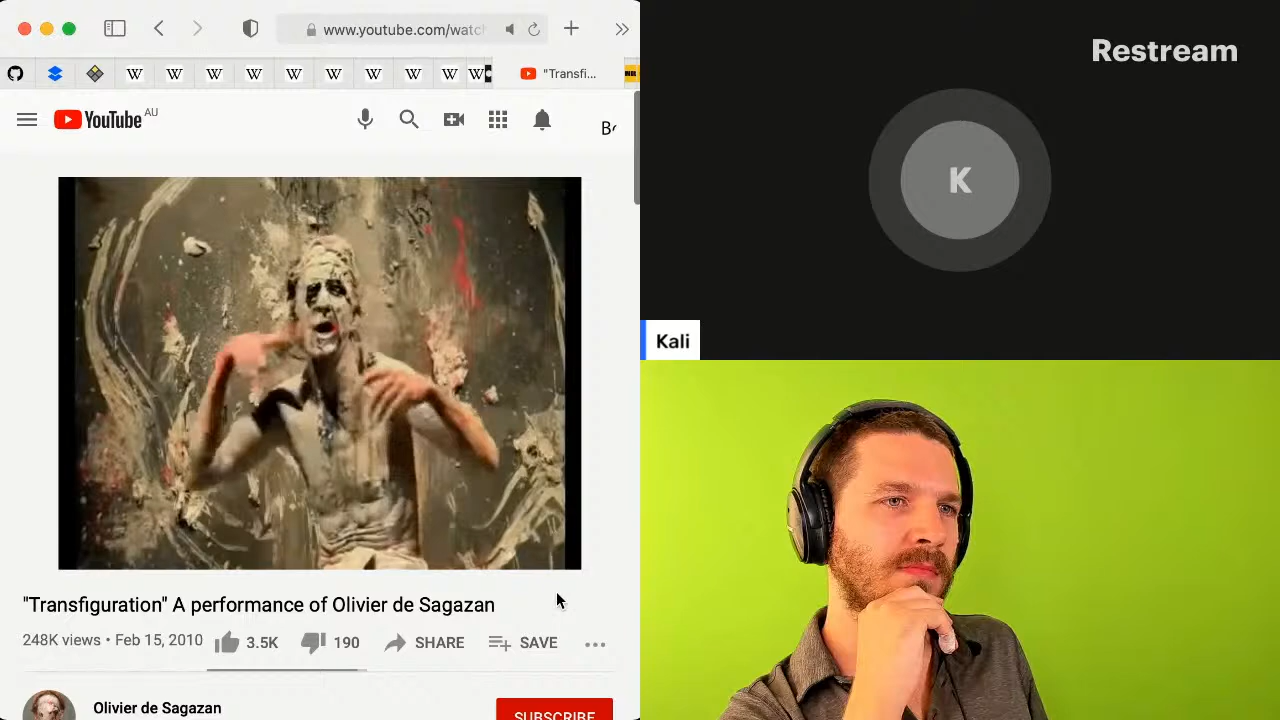 www.youtube.com/watc
"Transfi...
YouTube AU
"Transfiguration" A performance of Olivier de Sagazan
248K views • Feb 15, 2010 3.5K 190 SHARE SAVE
Olivier de Sagazan
SUBSCRIBE
Restream
K
Kali